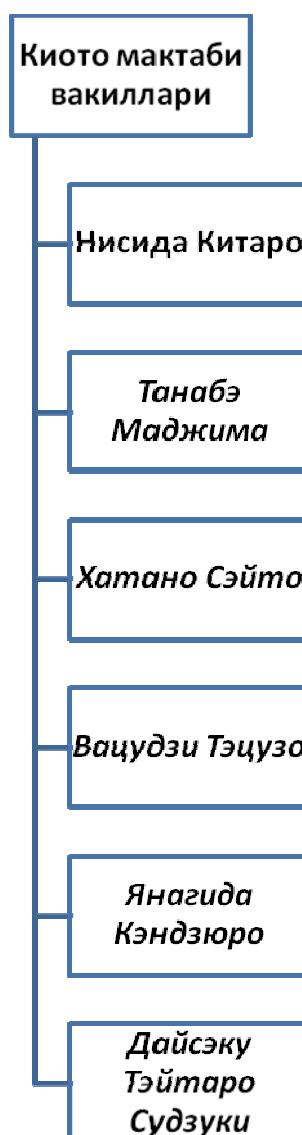 Киото мактаби
вакиллари
Нисида Китаро
Танабэ
Маджима
Хатано Сэйто
Вацудзи Тэцузо
Янагида
Кэндзюро
Дайсэку
Тэйтаро
Судзуки